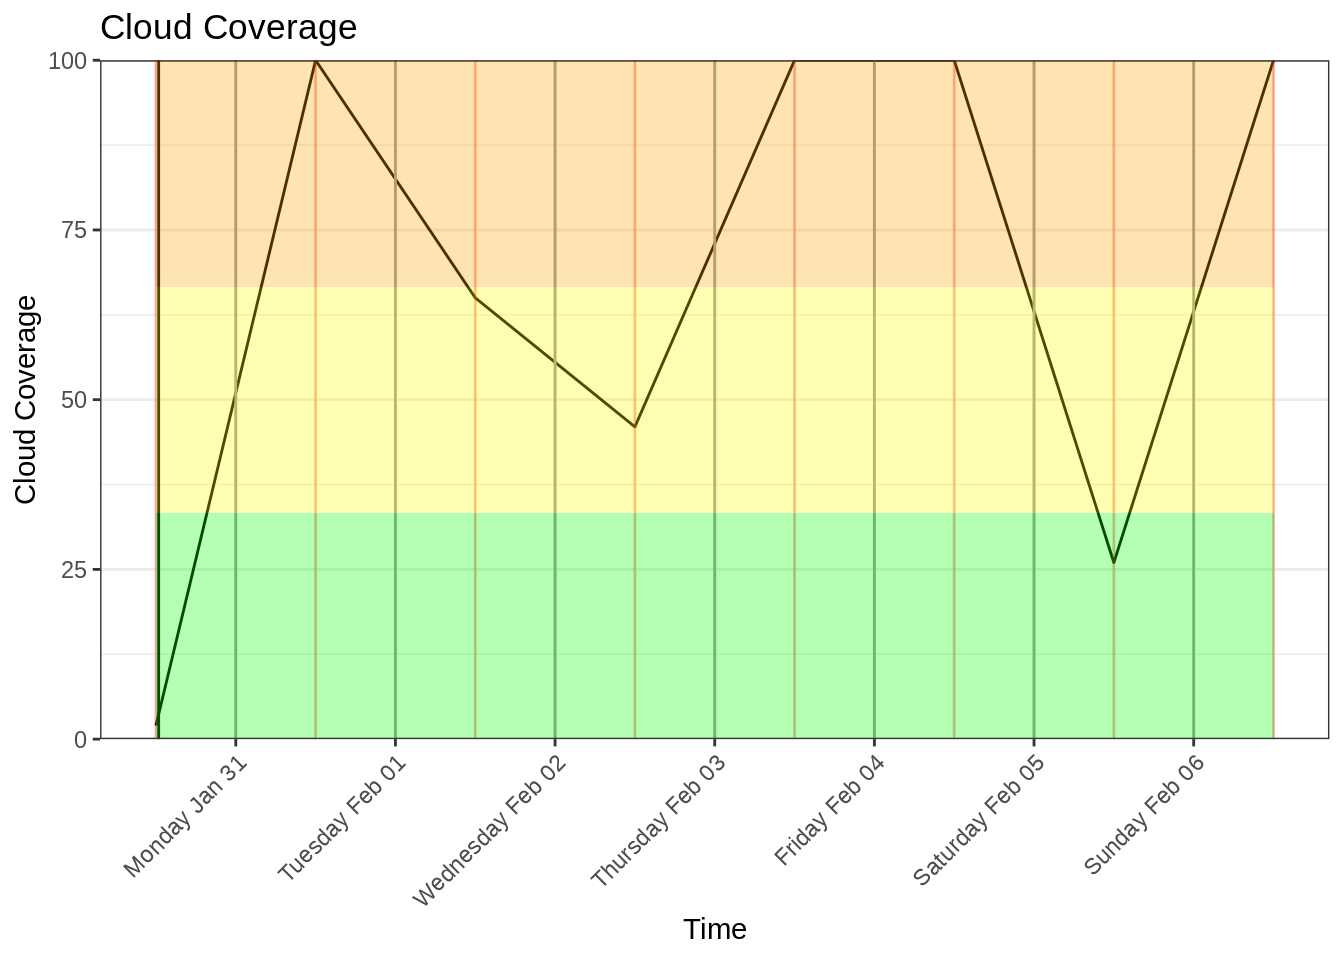 Cloud Coverage
100
75
50
25
0
Cloud Coverage
Monday Jan 31
Tuesday Feb 01
Wednesday Feb 02
Thursday Feb 03
Friday Feb 04
Saturday Feb 05
Sunday Feb 06
Time